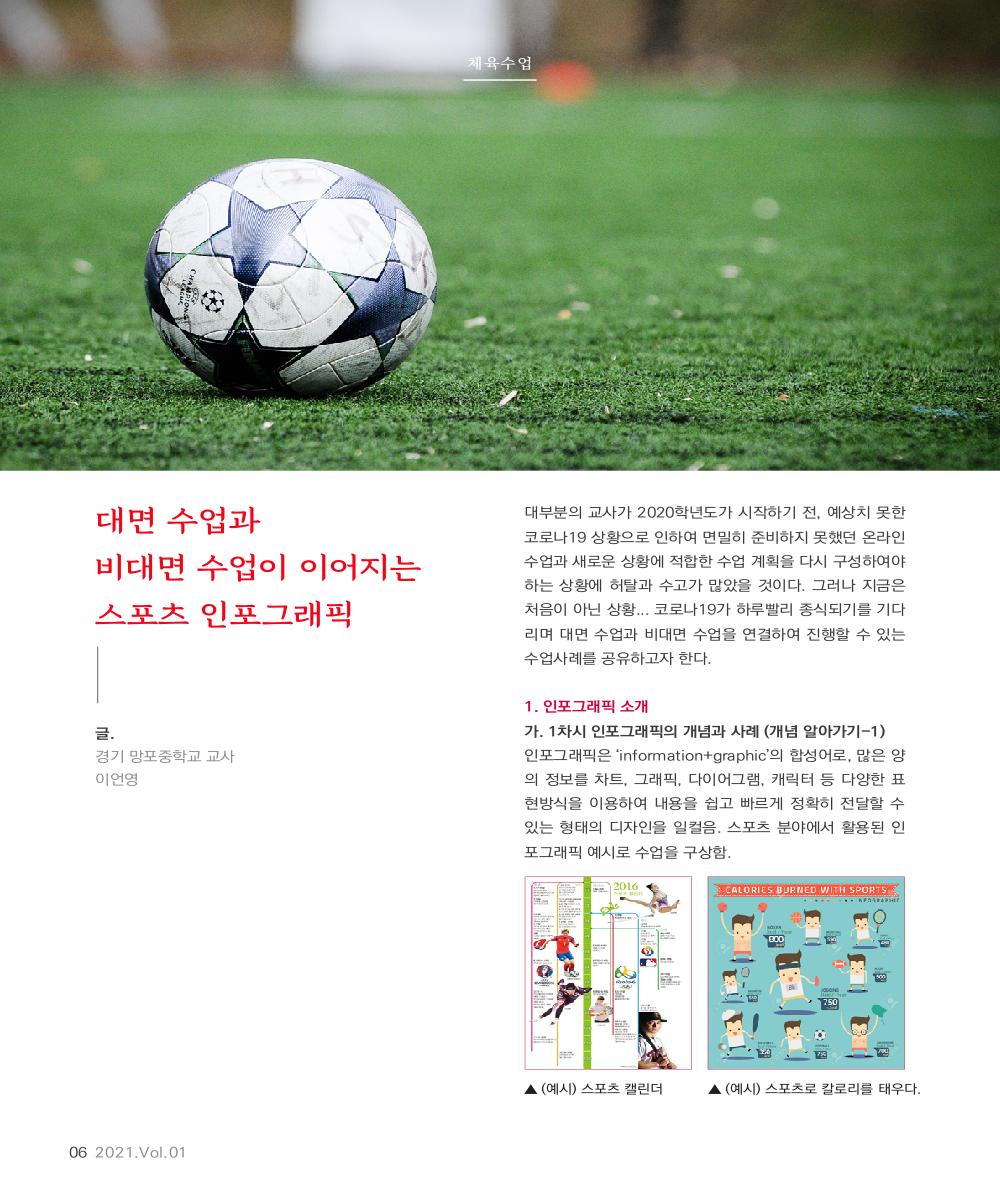 체육수업
대면 수업과
비대면 수업이 이어지는
스포츠 인포그래픽
글.
경기 망포중학교 교사
이언영
대부분의 교사가 2020학년도가 시작하기 전, 예상치 못한
코로나19 상황으로 인하여 면밀히 준비하지 못했던 온라인
수업과 새로운 상황에 적합한 수업 계획을 다시 구성하여야
하는 상황에 허탈과 수고가 많았을 것이다. 그러나 지금은
처음이 아닌 상황... 코로나19가 하루빨리 종식되기를 기다
리며 대면 수업과 비대면 수업을 연결하여 진행할 수 있는
수업사례를 공유하고자 한다.
1. 인포그래픽 소개
가. 1차시 인포그래픽의 개념과 사례 (개념 알아가기-1)
인포그래픽은 ‘information+graphic’의 합성어로, 많은 양
의 정보를 차트, 그래픽, 다이어그램, 캐릭터 등 다양한 표
현방식을 이용하여 내용을 쉽고 빠르게 정확히 전달할 수
있는 형태의 디자인을 일컬음. 스포츠 분야에서 활용된 인
포그래픽 예시로 수업을 구상함.
2016
CALORIES BURNED WITH SPORTS
INFOGRAPHIC
800
750
▲ (예시) 스포츠 캘린더
▲ (예시) 스포츠로 칼로리를 태우다.
06 2021.Vol.01